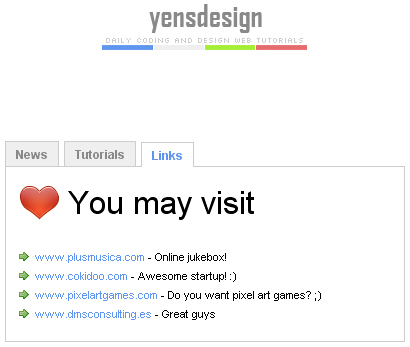 yensdesign
DAILY CODING AND DESIGN WEB TUTORIALS
News Tutorials Links
You may visit
www.plusmusica.com - Online jukebox!
www.cokidoo.com - Awesome startup! :)
www.pixelartgames.com - Do you want pixel art games? ;)
www.dmsconsulting.es - Great guys